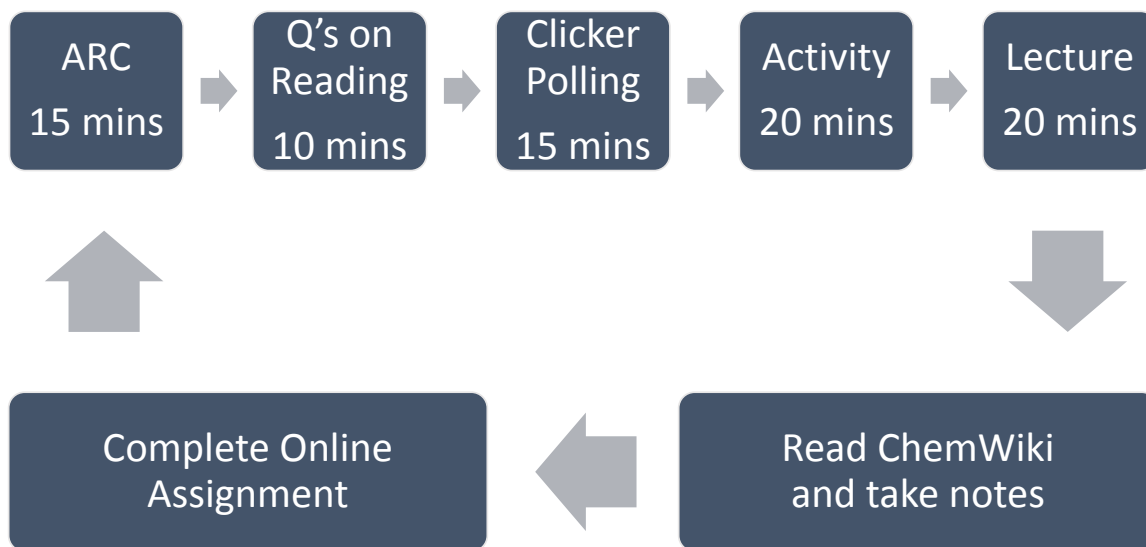 ARC
15 mins
Q’s on
Reading
10 mins
Clicker
Polling
15 mins
Activity
20 mins
Lecture
20 mins
Complete Online
Assignment
Read ChemWiki
and take notes